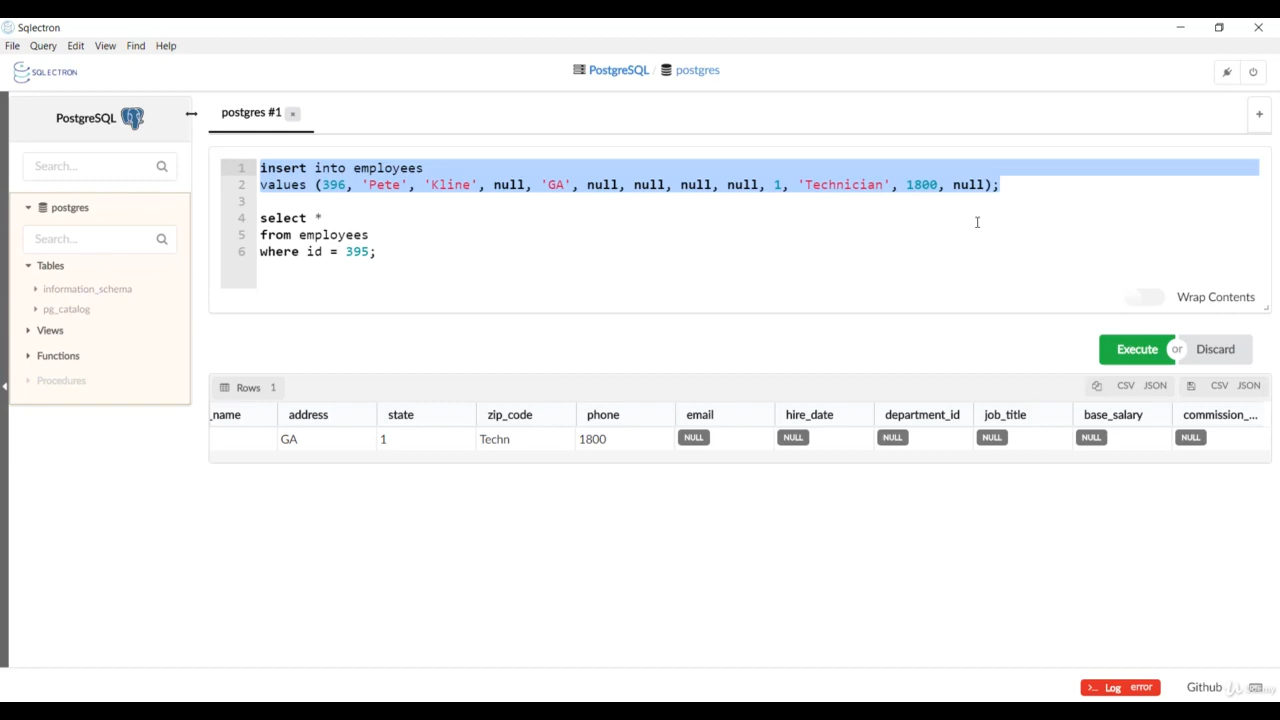 Sqlectron
File Query Edit View Find Help
SQLECTRON
PostgreSQL / postgres
PostgreSQL
postgres #1 ×
+
Search...
postgres
Search...
Tables
information_schema
pg_catalog
Views
Functions
Procedures
1 insert into employees
2 values (396, 'Pete', 'Kline', null, 'GA', null, null, null, null, 1, 'Technician', 1800, null);
3
4 select *
5 from employees
6 where id = 395;
Wrap Contents
Execute or Discard
Rows 1 CSV JSON CSV JSON
_name address state zip_code phone email hire_date department_id job_title base_salary commission_...
GA 1 Techn 1800 NULL NULL NULL NULL NULL NULL
>_ Log error Github
Udemy